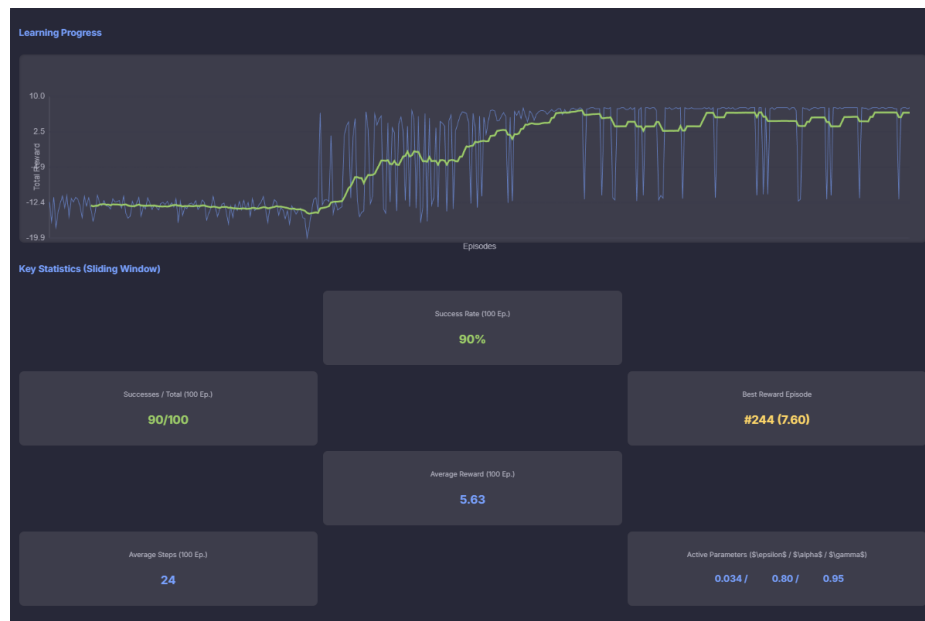 Learning Progress
10.0
2.5
Total Reward
-4.9
-12.4
-19.9
Episodes
Key Statistics (Sliding Window)
Success Rate (100 Ep.)
90%
Successes / Total (100 Ep.)
90/100
Best Reward Episode
#244 (7.60)
Average Reward (100 Ep.)
5.63
Average Steps (100 Ep.)
24
Active Parameters ($\epsilon$ / $\alpha$ / $\gamma$)
0.034 / 0.80 / 0.95